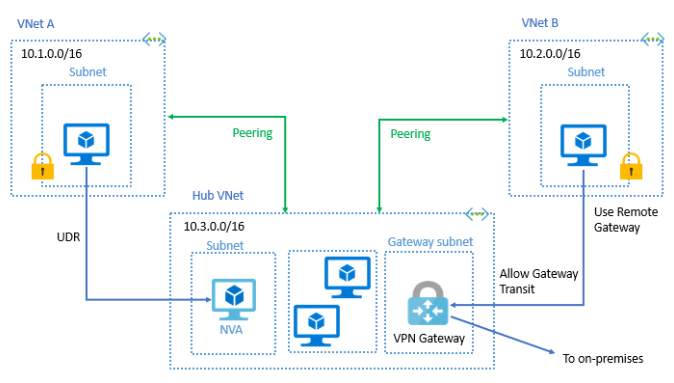 VNet A
VNet B
10.1.0.0/16
10.2.0.0/16
Subnet
Subnet
Peering
Peering
Hub VNet
Use Remote
Gateway
10.3.0.0/16
UDR
Subnet
Gateway subnet
Allow Gateway
Transit
NVA
VPN Gateway
To on-premises